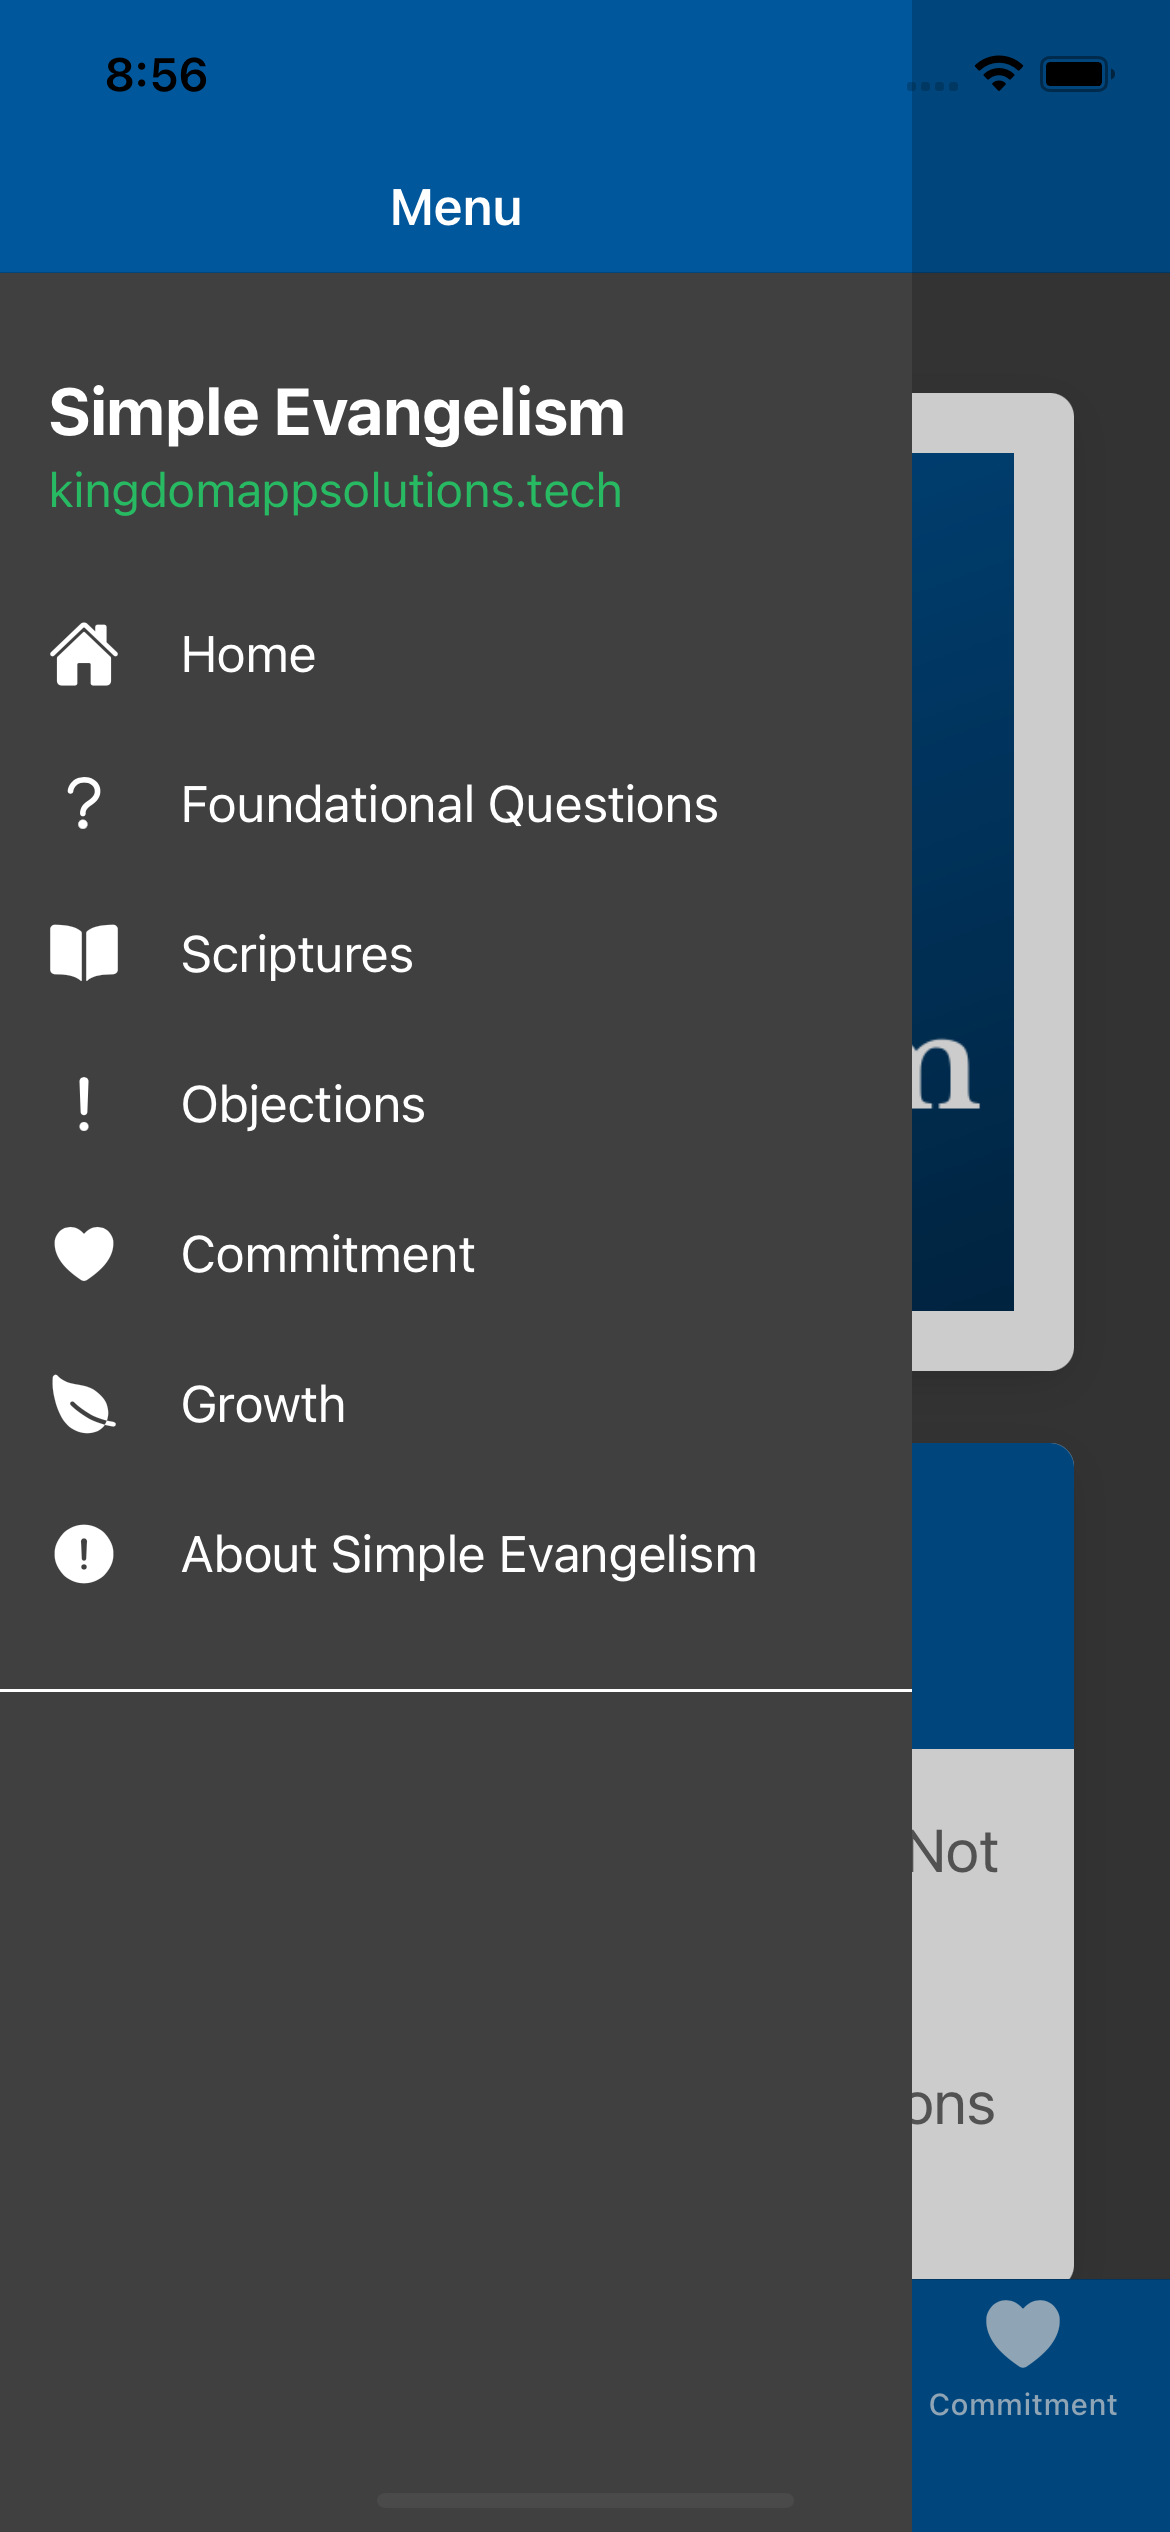 8:56
Menu
Simple Evangelism
kingdomappsolutions.tech
Home
Foundational Questions
Scriptures
Objections
Commitment
Growth
About Simple Evangelism
Not
Commitment